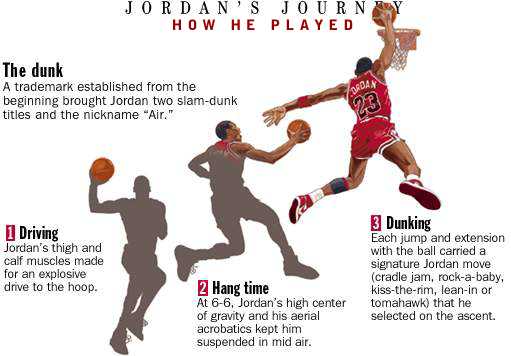 JORDAN'S JOURNEY
HOW HE PLAYED
The dunk
A trademark established from the
beginning brought Jordan two slam-dunk
titles and the nickname “Air.”
JORDAN
23
1 Driving
Jordan's thigh and
calf muscles made
for an explosive
drive to the hoop.
2 Hang time
At 6-6, Jordan's high center
of gravity and his aerial
acrobatics kept him
suspended in mid air.
3 Dunking
Each jump and extension
with the ball carried a
signature Jordan move
(cradle jam, rock-a-baby,
kiss-the-rim, lean-in or
tomahawk) that he
selected on the ascent.